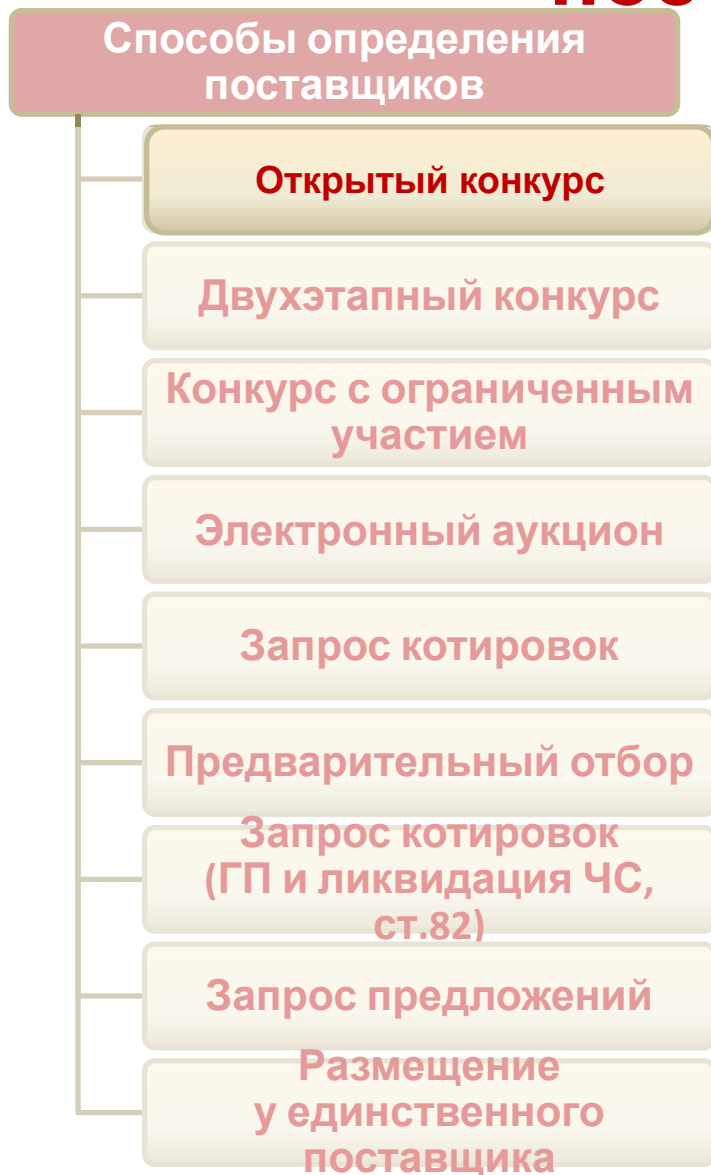 Способы определения
поставщиков
Открытый конкурс
Двухэтапный конкурс
Конкурс с ограниченным
участием
Электронный аукцион
Запрос котировок
Предварительный отбор
Запрос котировок
(ГП и ликвидация ЧС,
ст.82)
Запрос предложений
Размещение
у единственного
поставщика